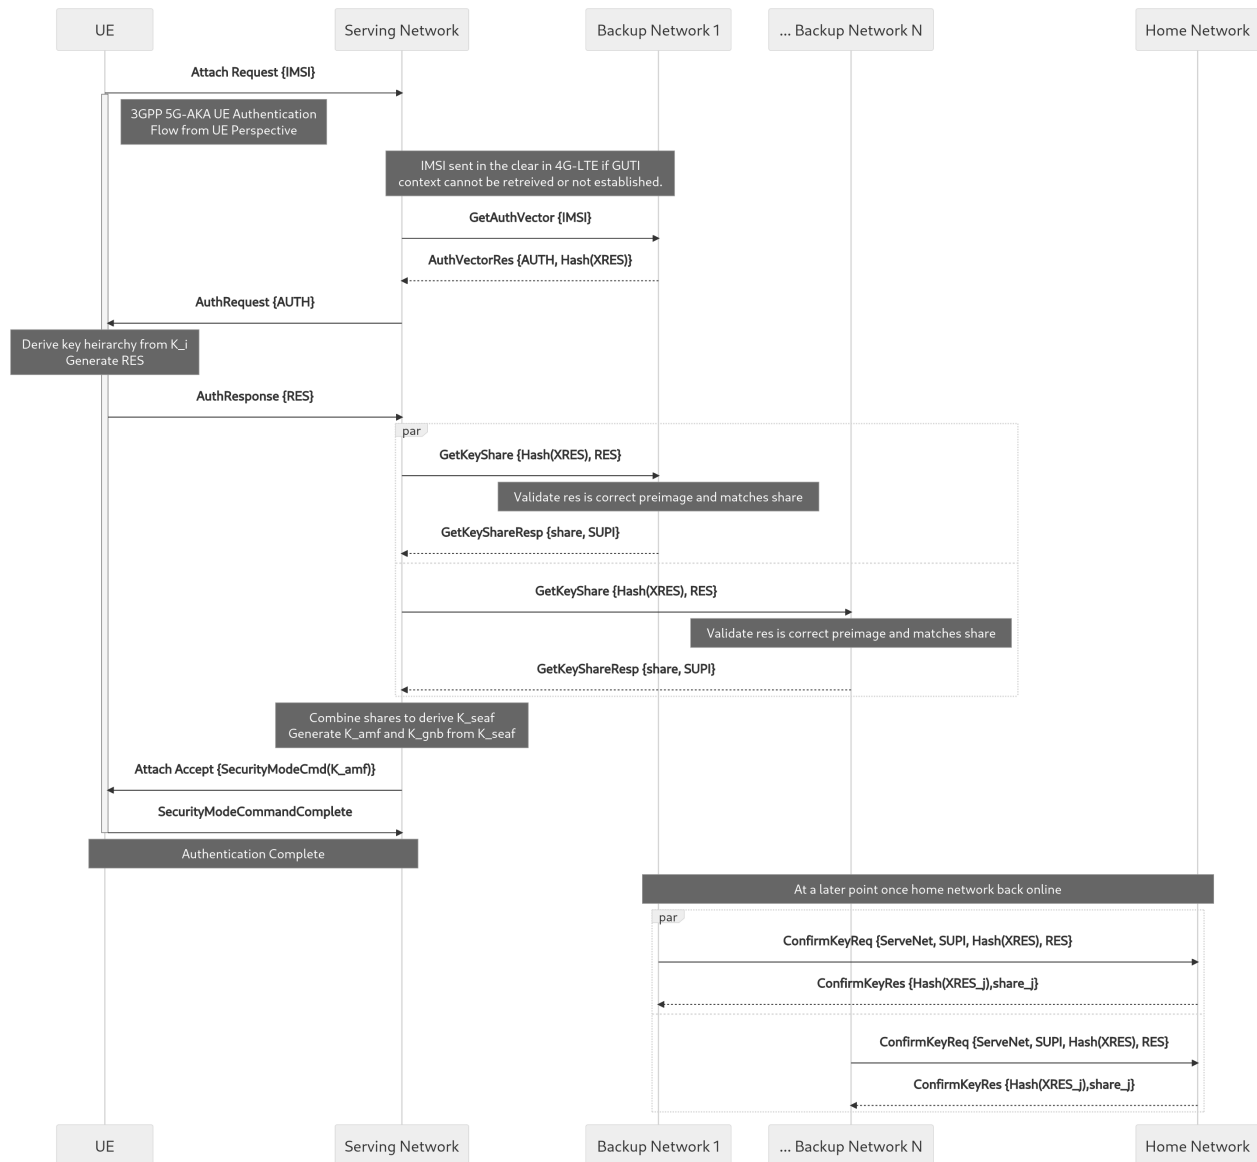 UE
Serving Network
Backup Network 1
... Backup Network N
Home Network
Attach Request {IMSI}
3GPP 5G-AKA UE Authentication
Flow from UE Perspective
IMSI sent in the clear in 4G-LTE if GUTI
context cannot be retreived or not established.
GetAuthVector {IMSI}
AuthVectorRes {AUTH, Hash(XRES)}
AuthRequest {AUTH}
Derive key heirarchy from K_i
Generate RES
AuthResponse {RES}
par
GetKeyShare {Hash(XRES), RES}
Validate res is correct preimage and matches share
GetKeyShareResp {share, SUPI}
GetKeyShare {Hash(XRES), RES}
Validate res is correct preimage and matches share
GetKeyShareResp {share, SUPI}
Combine shares to derive K_seaf
Generate K_amf and K_gnb from K_seaf
Attach Accept {SecurityModeCmd(K_amf)}
SecurityModeCommandComplete
Authentication Complete
At a later point once home network back online
par
ConfirmKeyReq {ServeNet, SUPI, Hash(XRES), RES}
ConfirmKeyRes {Hash(XRES_j),share_j}
ConfirmKeyReq {ServeNet, SUPI, Hash(XRES), RES}
ConfirmKeyRes {Hash(XRES_j),share_j}
UE
Serving Network
Backup Network 1
... Backup Network N
Home Network